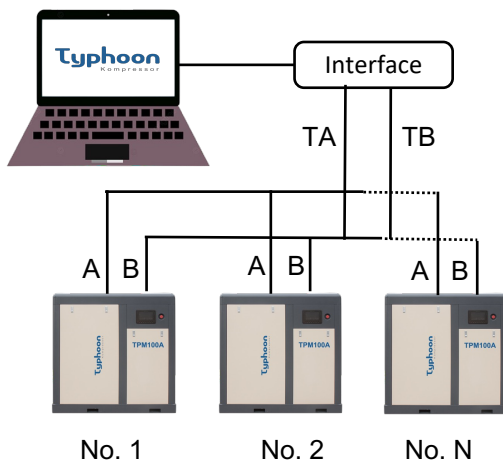 Typhoon
Kompressor
Interface
TA TB
A B A B A B
TPM100A TPM100A TPM100A
Typhoon Typhoon Typhoon
No. 1 No. 2 No. N